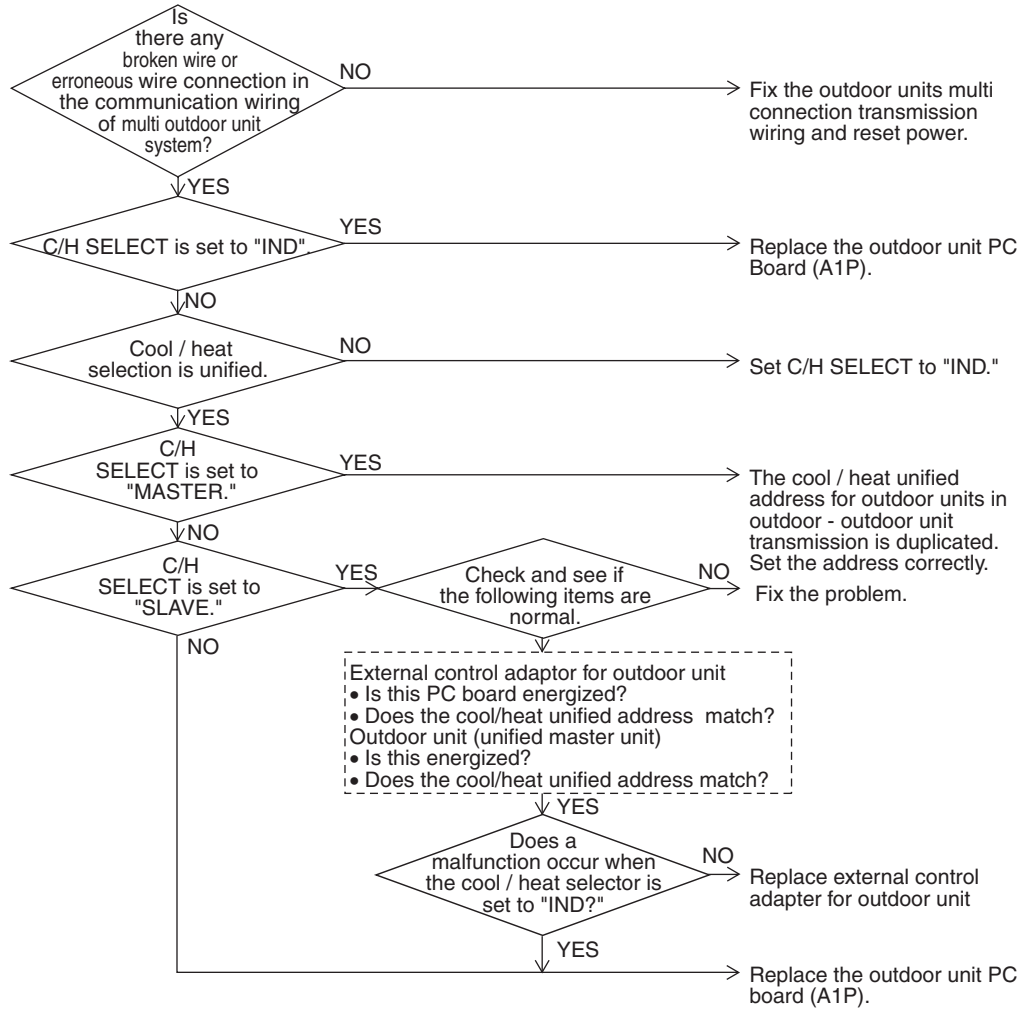 Is
there any
broken wire or
erroneous wire connection in
the communication wiring
of multi outdoor unit
system?
NO
Fix the outdoor units multi
connection transmission
wiring and reset power.
YES
C/H SELECT is set to "IND".
YES
Replace the outdoor unit PC
Board (A1P).
NO
Cool / heat
selection is unified.
NO
Set C/H SELECT to "IND."
YES
C/H
SELECT is set to
"MASTER."
YES
The cool / heat unified
address for outdoor units in
outdoor - outdoor unit
transmission is duplicated.
Set the address correctly.
NO
C/H
SELECT is set to
"SLAVE."
YES
Check and see if
the following items are
normal.
NO
Fix the problem.
NO
External control adaptor for outdoor unit
• Is this PC board energized?
• Does the cool/heat unified address match?
Outdoor unit (unified master unit)
• Is this energized?
• Does the cool/heat unified address match?
YES
Does a
malfunction occur when
the cool / heat selector is
set to "IND?"
NO
Replace external control
adapter for outdoor unit
YES
Replace the outdoor unit PC
board (A1P).